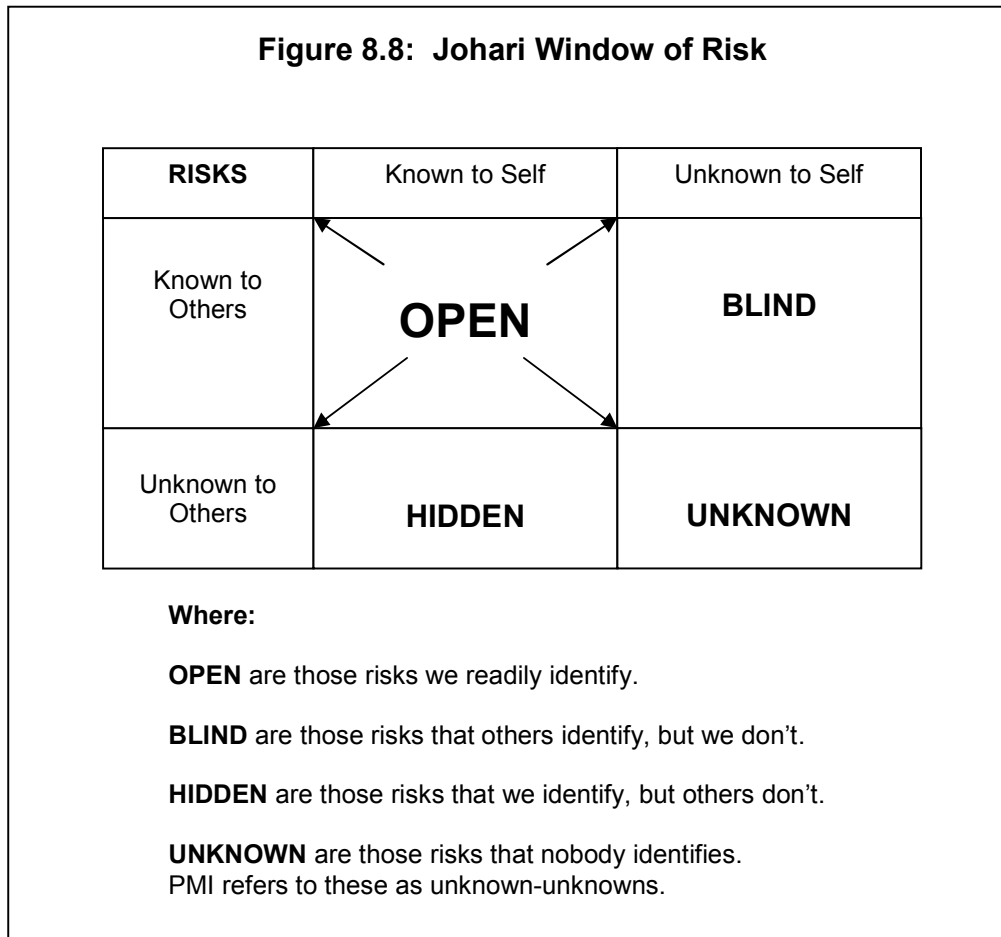 Figure 8.8: Johari Window of Risk
RISKS
Known to Self
Unknown to Self
Known to
Others
OPEN
BLIND
Unknown to
Others
HIDDEN
UNKNOWN
Where:
OPEN are those risks we readily identify.
BLIND are those risks that others identify, but we don’t.
HIDDEN are those risks that we identify, but others don’t.
UNKNOWN are those risks that nobody identifies.
PMI refers to these as unknown-unknowns.